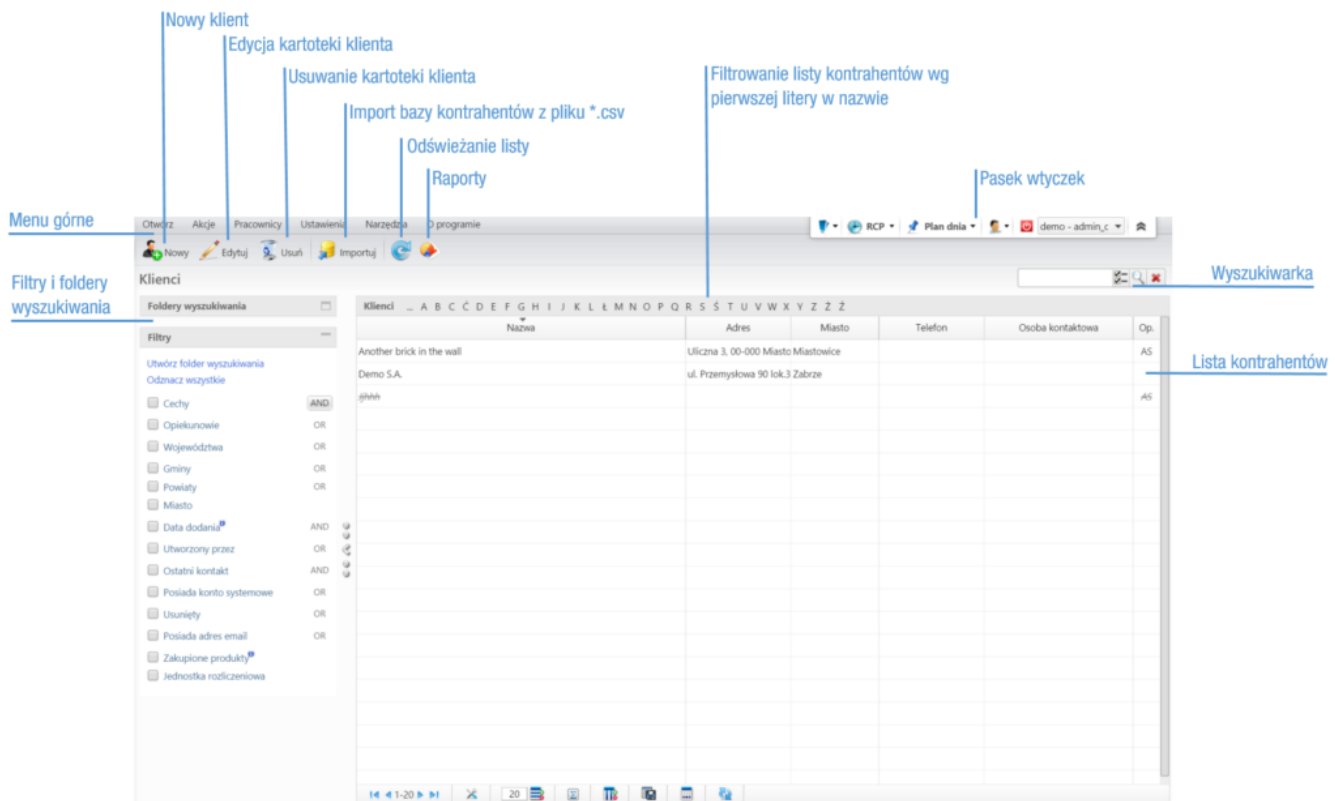 Nowy klient
Edycja kartoteki klienta
Usuwanie kartoteki klienta
Filtrowanie listy kontrahentów wg
pierwszej litery w nazwie
Import bazy kontrahentów z pliku *.csv
Odświeżanie listy
Raporty
Pasek wtyczek
Menu górne
Otwórz Akcje Pracownicy Ustawienia Narzędzia O programie
RCP Plan dnia demo - admin_c
Nowy Edytuj Usuń Importuj
Klienci
Wyszukiwarka
Filtry i foldery
wyszukiwania
Foldery wyszukiwania
Klienci ... A B C Ć D E F G H I J K L Ł M N O P Q R S Ś T U V W X Y Z Ż Ź
Filtry
Nazwa Adres Miasto Telefon Osoba kontaktowa Op.
Another brick in the wall Uliczna 3, 00-000 Miasto Miastowice AS
Utwórz folder wyszukiwania
Odznacz wszystkie
Demo S.A. ul. Przemysłowa 90 lok.3 Zabrze
Lista kontrahentów
AS
Cechy AND
Opiekunowie OR
Województwa OR
Gminy OR
Powiaty OR
Miasto
Data dodania AND
Utworzony przez OR
Ostatni kontakt AND
Posiada konto systemowe OR
Usunięty OR
Posiada adres email OR
Zakupione produkty
Jednostka rozliczeniowa
1-20 20